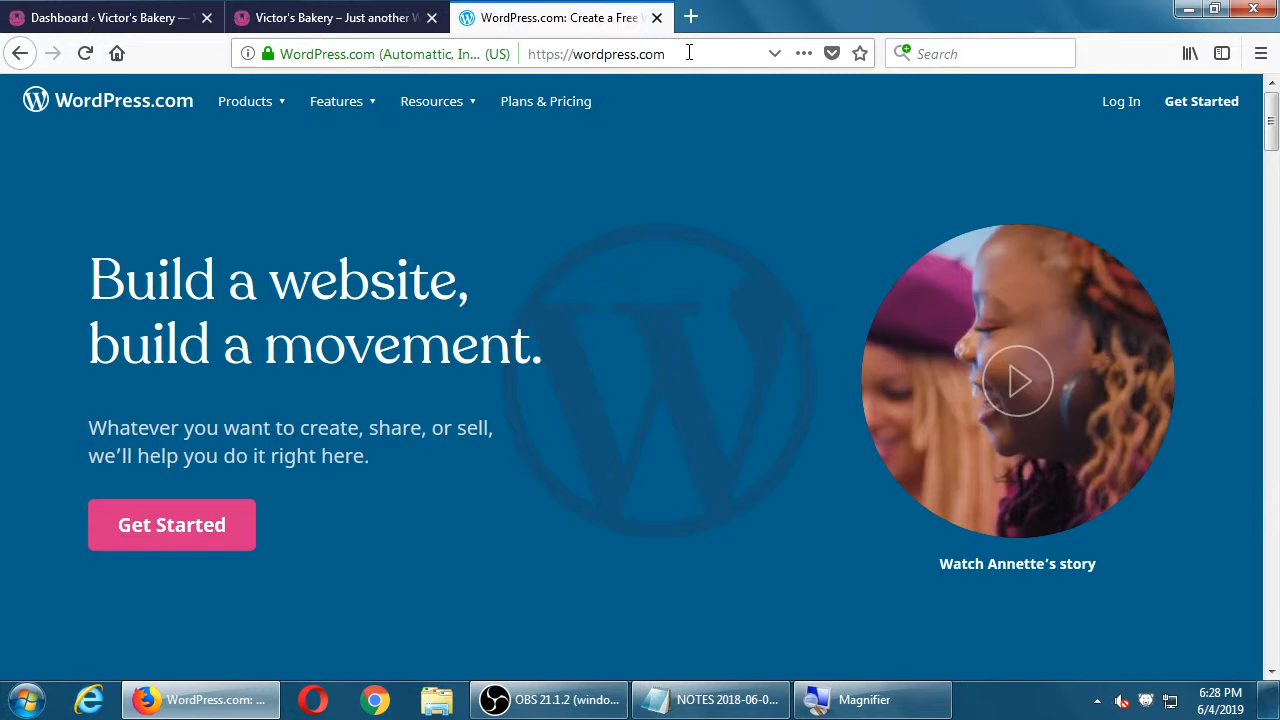 Dashboard ‹ Victor's Bakery —
Victor's Bakery – Just another
WordPress.com: Create a Free
WordPress.com (Automattic, In... (US)
https://wordpress.com
Search
WordPress.com
Products
Features
Resources
Plans & Pricing
Log In
Get Started
Build a website,
build a movement.
Whatever you want to create, share, or sell,
we'll help you do it right here.
Get Started
Watch Annette's story
WordPress.com: ...
OBS 21.1.2 (windo...
NOTES 2018-06-0...
Magnifier
6:28 PM
6/4/2019